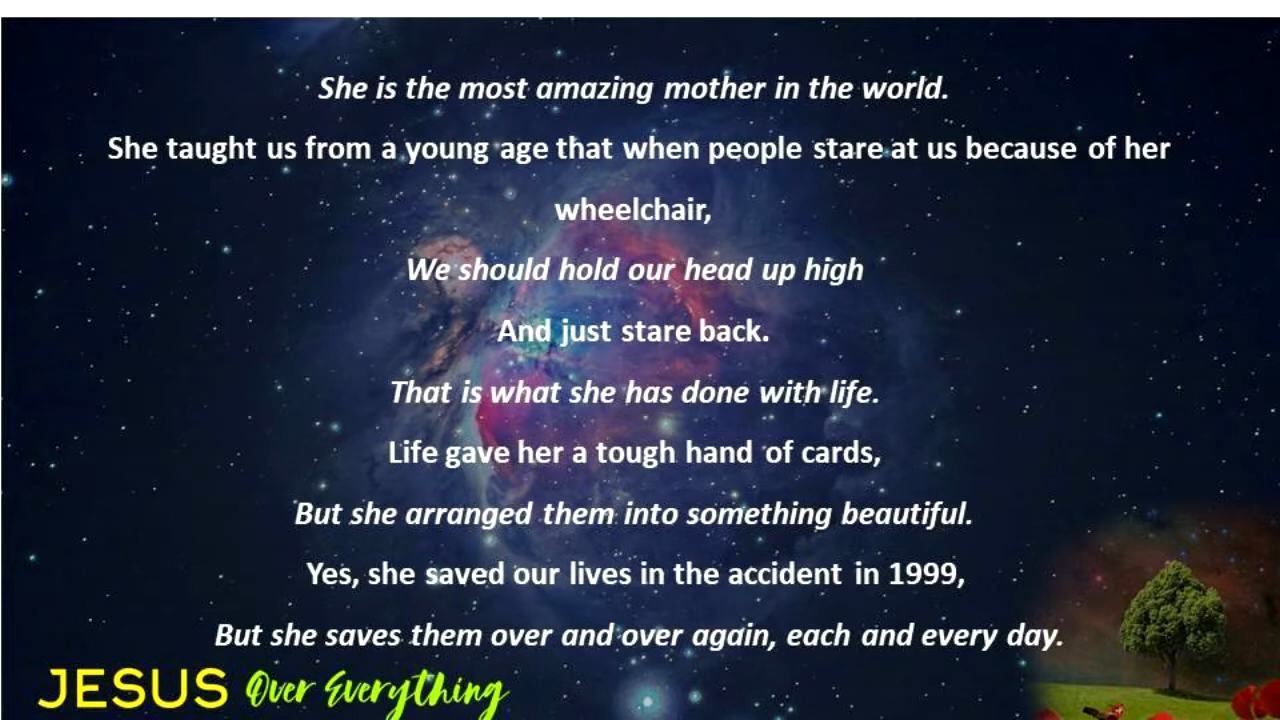 She is the most amazing mother in the world.
She taught us from a young age that when people stare at us because of her
wheelchair,
We should hold our head up high
And just stare back.
That is what she has done with life.
Life gave her a tough hand of cards,
But she arranged them into something beautiful.
Yes, she saved our lives in the accident in 1999,
But she saves them over and over again, each and every day.
JESUS Over Everything